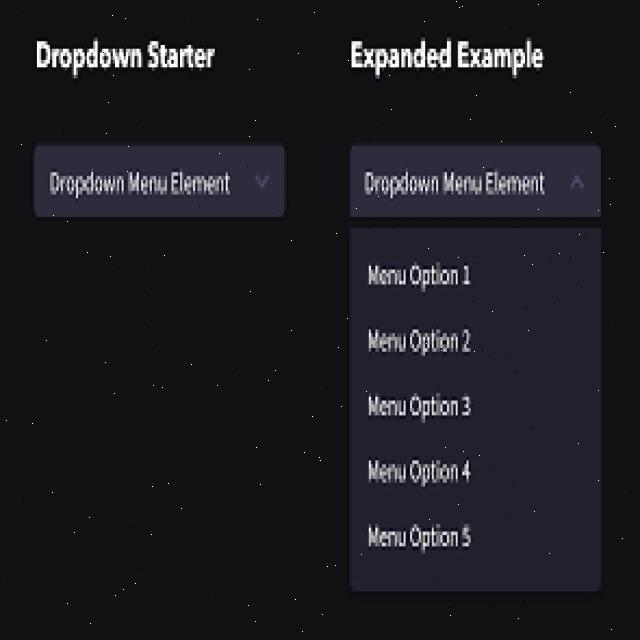 Dropdown Starter
Expanded Example
Dropdown Menu Element
Dropdown Menu Element
Menu Option 1
Menu Option 2
Menu Option 3
Menu Option 4
Menu Option 5